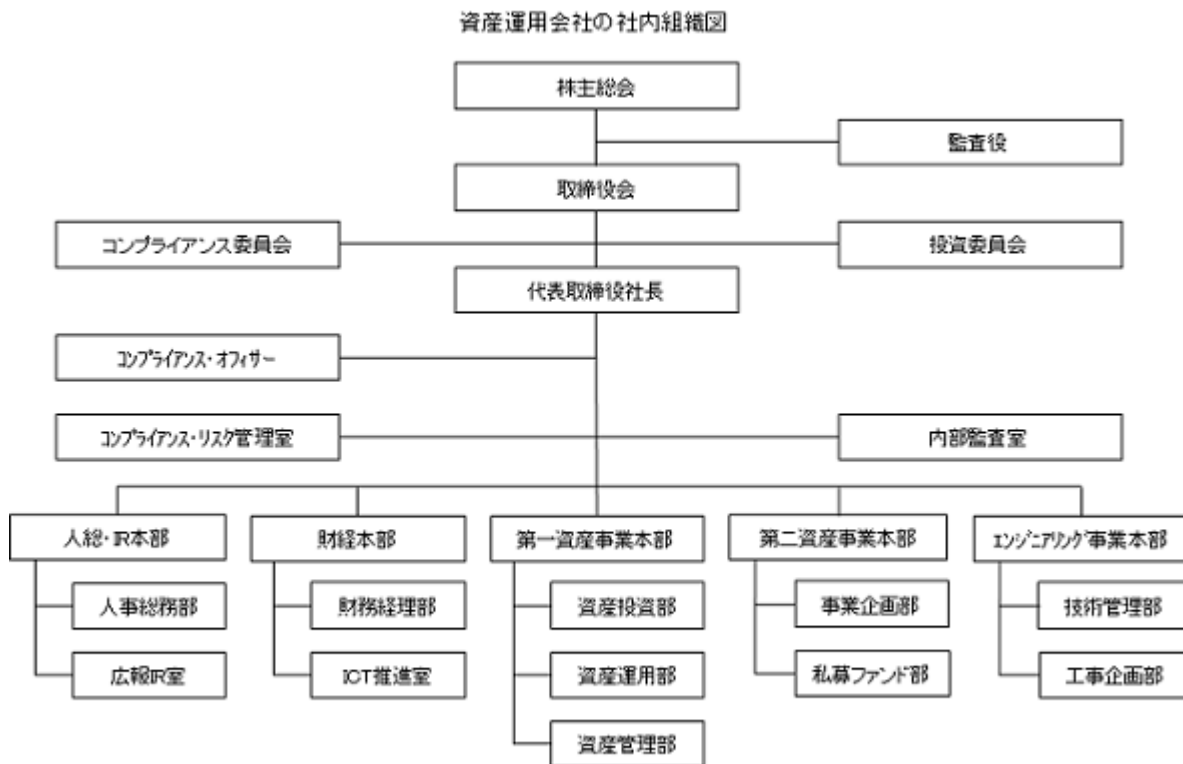 資産運用会社の社内組織図
株主総会
監査役
取締役会
コンプライアンス委員会
投資委員会
代表取締役社長
ｺﾝﾌﾟﾗｲｱﾝｽ・ｵﾌｨｻｰ
ｺﾝﾌﾟﾗｲｱﾝｽ・ﾘｽｸ管理室
内部監査室
人総・IR本部
財経本部
第一資産事業本部
第二資産事業本部
ｴﾝｼﾞﾆｱﾘﾝｸﾞ事業本部
人事総務部
財務経理部
資産投資部
事業企画部
技術管理部
広報IR室
ICT推進室
資産運用部
私募ファンド部
工事企画部
資産管理部